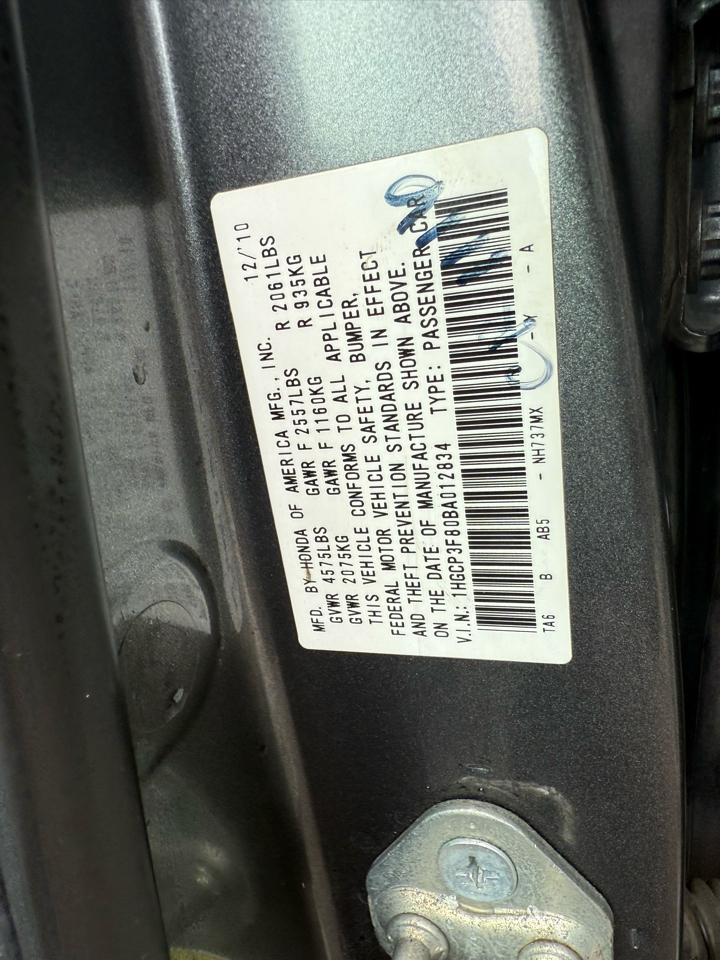 MFD. BY HONDA OF AMERICA MFG., INC. 12/'10
GVWR 4575LBS GAWR F 2557LBS R 2061LBS
GVWR 2075KG GAWR F 1160KG R 935KG
THIS VEHICLE CONFORMS TO ALL APPLICABLE
FEDERAL MOTOR VEHICLE SAFETY, BUMPER,
AND THEFT PREVENTION STANDARDS IN EFFECT
ON THE DATE OF MANUFACTURE SHOWN ABOVE.
V.I.N.: 1HGCP3F80BA012834 TYPE: PASSENGER CAR
TA6 B AB5 - NH737MX - X - A